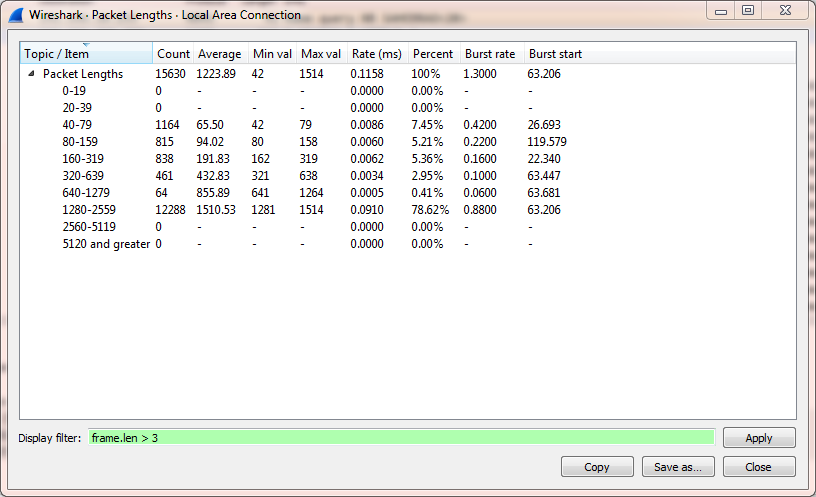 Wireshark · Packet Lengths · Local Area Connection
Topic / Item Count Average Min val Max val Rate (ms) Percent Burst rate Burst start
Packet Lengths 15630 1223.89 42 1514 0.1158 100% 1.3000 63.206
0-19 0 - - - 0.0000 0.00% - -
20-39 0 - - - 0.0000 0.00% - -
40-79 1164 65.50 42 79 0.0086 7.45% 0.4200 26.693
80-159 815 94.02 80 158 0.0060 5.21% 0.2200 119.579
160-319 838 191.83 162 319 0.0062 5.36% 0.1600 22.340
320-639 461 432.83 321 638 0.0034 2.95% 0.1000 63.447
640-1279 64 855.89 641 1264 0.0005 0.41% 0.0600 63.681
1280-2559 12288 1510.53 1281 1514 0.0910 78.62% 0.8800 63.206
2560-5119 0 - - - 0.0000 0.00% - -
5120 and greater 0 - - - 0.0000 0.00% - -
Display filter: frame.len > 3 Apply
Copy Save as... Close